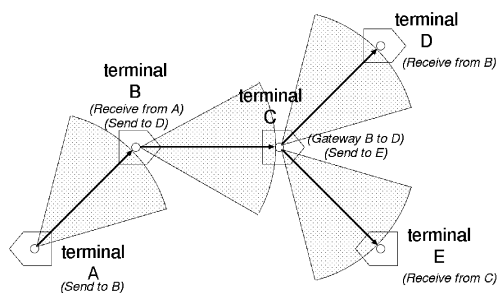 terminal
D
(Receive from B)
terminal
B
(Receive from A)
(Send to D)
terminal
C
(Gateway B to D)
(Send to E)
terminal
A
(Send to B)
terminal
E
(Receive from C)